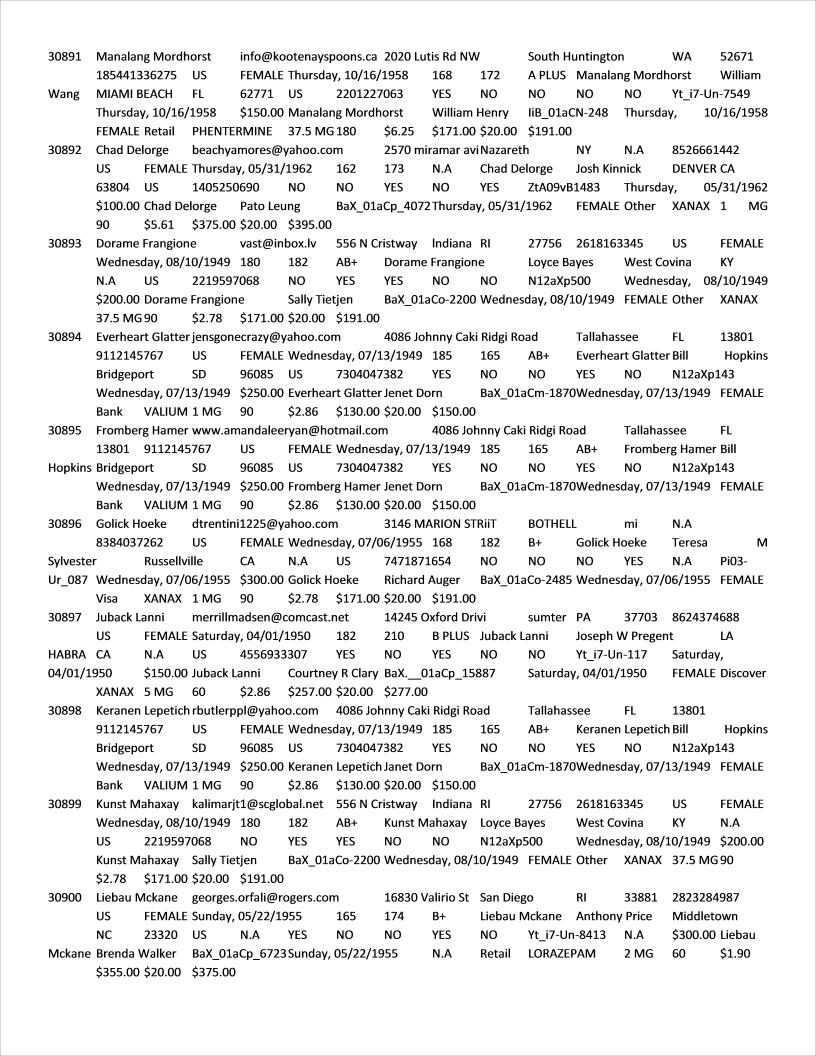 30891 Manalang Mordhorst info@kootenayspoons.ca 2020 Lutis Rd NW South Huntington WA 52671
185441336275 US FEMALE Thursday, 10/16/1958 168 172 A PLUS Manalang Mordhorst William
Wang MIAMI BEACH FL 62771 US 2201227063 YES NO NO NO NO Yt_i7-Un-7549
Thursday, 10/16/1958 $150.00 Manalang Mordhorst William Henry IiB_01aCN-248 Thursday, 10/16/1958
FEMALE Retail PHENTERMINE 37.5 MG 180 $6.25 $171.00 $20.00 $191.00
30892 Chad Delorge beachyamores@yahoo.com 2570 miramar avi Nazareth NY N.A 8526661442
US FEMALE Thursday, 05/31/1962 162 173 N.A Chad Delorge Josh Kinnick DENVER CA
63804 US 1405250690 NO NO YES NO YES ZtA09vB1483 Thursday, 05/31/1962
$100.00 Chad Delorge Pato Leung BaX_01aCp_4072 Thursday, 05/31/1962 FEMALE Other XANAX 1 MG
90 $5.61 $375.00 $20.00 $395.00
30893 Dorame Frangione vast@inbox.lv 556 N Cristway Indiana RI 27756 2618163345 US FEMALE
Wednesday, 08/10/1949 180 182 AB+ Dorame Frangione Loyce Bayes West Covina KY
N.A US 2219597068 NO YES YES NO NO N12aXp500 Wednesday, 08/10/1949
$200.00 Dorame Frangione Sally Tietjen BaX_01aCo-2200 Wednesday, 08/10/1949 FEMALE Other XANAX
37.5 MG 90 $2.78 $171.00 $20.00 $191.00
30894 Everheart Glatter jensgonecrazy@yahoo.com 4086 Johnny Caki Ridgi Road Tallahassee FL 13801
9112145767 US FEMALE Wednesday, 07/13/1949 185 165 AB+ Everheart Glatter Bill Hopkins
Bridgeport SD 96085 US 7304047382 YES NO NO YES NO N12aXp143
Wednesday, 07/13/1949 $250.00 Everheart Glatter Jenet Dorn BaX_01aCm-1870 Wednesday, 07/13/1949 FEMALE
Bank VALIUM 1 MG 90 $2.86 $130.00 $20.00 $150.00
30895 Fromberg Hamer www.amandaleeryan@hotmail.com 4086 Johnny Caki Ridgi Road Tallahassee FL
13801 9112145767 US FEMALE Wednesday, 07/13/1949 185 165 AB+ Fromberg Hamer Bill
Hopkins Bridgeport SD 96085 US 7304047382 YES NO NO YES NO N12aXp143
Wednesday, 07/13/1949 $250.00 Fromberg Hamer Jenet Dorn BaX_01aCm-1870 Wednesday, 07/13/1949 FEMALE
Bank VALIUM 1 MG 90 $2.86 $130.00 $20.00 $150.00
30896 Golick Hoeke dtrentini1225@yahoo.com 3146 MARION STRiiT BOTHELL mi N.A
8384037262 US FEMALE Wednesday, 07/06/1955 168 182 B+ Golick Hoeke Teresa M
Sylvester Russellville CA N.A US 7471871654 NO NO NO YES N.A Pi03-
Ur_087 Wednesday, 07/06/1955 $300.00 Golick Hoeke Richard Auger BaX_01aCo-2485 Wednesday, 07/06/1955 FEMALE
Visa XANAX 1 MG 90 $2.78 $171.00 $20.00 $191.00
30897 Juback Lanni merrillmadsen@comcast.net 14245 Oxford Drivi sumter PA 37703 8624374688
US FEMALE Saturday, 04/01/1950 182 210 B PLUS Juback Lanni Joseph W Pregent LA
HABRA CA N.A US 4556933307 YES NO YES NO NO Yt_i7-Un-117 Saturday,
04/01/1950 $150.00 Juback Lanni Courtney R Clary BaX.__01aCp_15887 Saturday, 04/01/1950 FEMALE Discover
XANAX 5 MG 60 $2.86 $257.00 $20.00 $277.00
30898 Keranen Lepetich rbutlerppl@yahoo.com 4086 Johnny Caki Ridgi Road Tallahassee FL 13801
9112145767 US FEMALE Wednesday, 07/13/1949 185 165 AB+ Keranen Lepetich Bill Hopkins
Bridgeport SD 96085 US 7304047382 YES NO NO YES NO N12aXp143
Wednesday, 07/13/1949 $250.00 Keranen Lepetich Janet Dorn BaX_01aCm-1870 Wednesday, 07/13/1949 FEMALE
Bank VALIUM 1 MG 90 $2.86 $130.00 $20.00 $150.00
30899 Kunst Mahaxay kalimarjt1@scglobal.net 556 N Cristway Indiana RI 27756 2618163345 US FEMALE
Wednesday, 08/10/1949 180 182 AB+ Kunst Mahaxay Loyce Bayes West Covina KY N.A
US 2219597068 NO YES YES NO NO N12aXp500 Wednesday, 08/10/1949 $200.00
Kunst Mahaxay Sally Tietjen BaX_01aCo-2200 Wednesday, 08/10/1949 FEMALE Other XANAX 37.5 MG 90
$2.78 $171.00 $20.00 $191.00
30900 Liebau Mckane georges.orfali@rogers.com 16830 Valirio St San Diego RI 33881 2823284987
US FEMALE Sunday, 05/22/1955 165 174 B+ Liebau Mckane Anthony Price Middletown
NC 23320 US N.A YES NO NO YES NO Yt_i7-Un-8413 N.A $300.00 Liebau
Mckane Brenda Walker BaX_01aCp_6723 Sunday, 05/22/1955 N.A Retail LORAZEPAM 2 MG 60 $1.90
$355.00 $20.00 $375.00